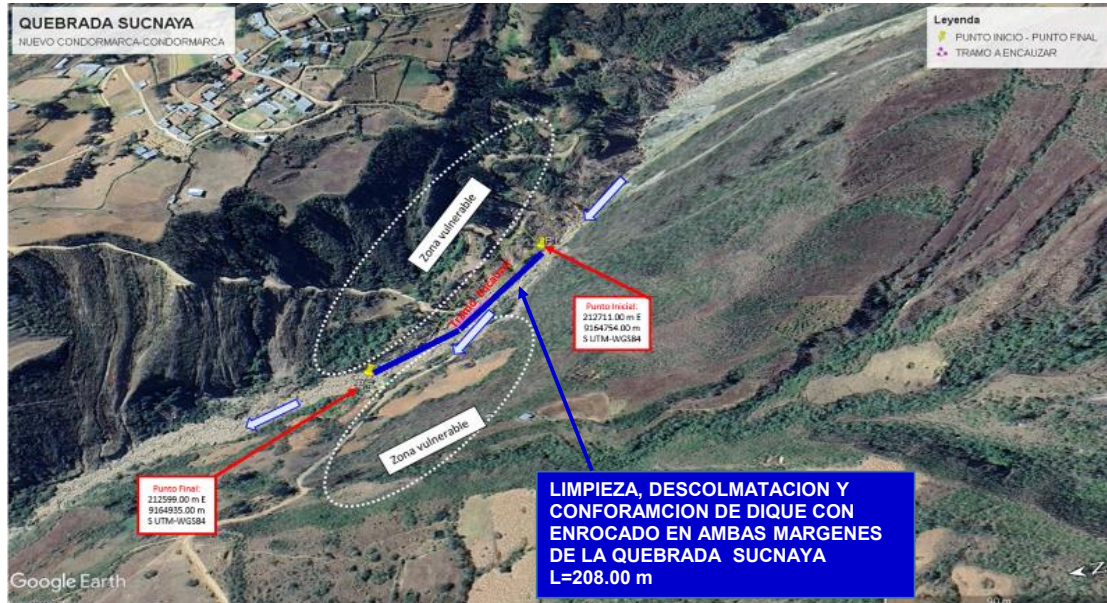 QUEBRADA SUCNAYA
NUEVO CONDORMARCA-CONDORMARCA
Leyenda
PUNTO INICIO - PUNTO FINAL
TRAMO A ENCAUZAR
Zona vulnerable
Punto Inicial:
212711.00 m E
9164754.00 m
S UTM-WGS84
Zona vulnerable
Punto Final:
212599.00 m E
9164935.00 m
S UTM-WGS84
LIMPIEZA, DESCOLMATACION Y
CONFORAMCION DE DIQUE CON
ENROCADO EN AMBAS MARGENES
DE LA QUEBRADA SUCNAYA
L=208.00 m
Google Earth
Z
90 m